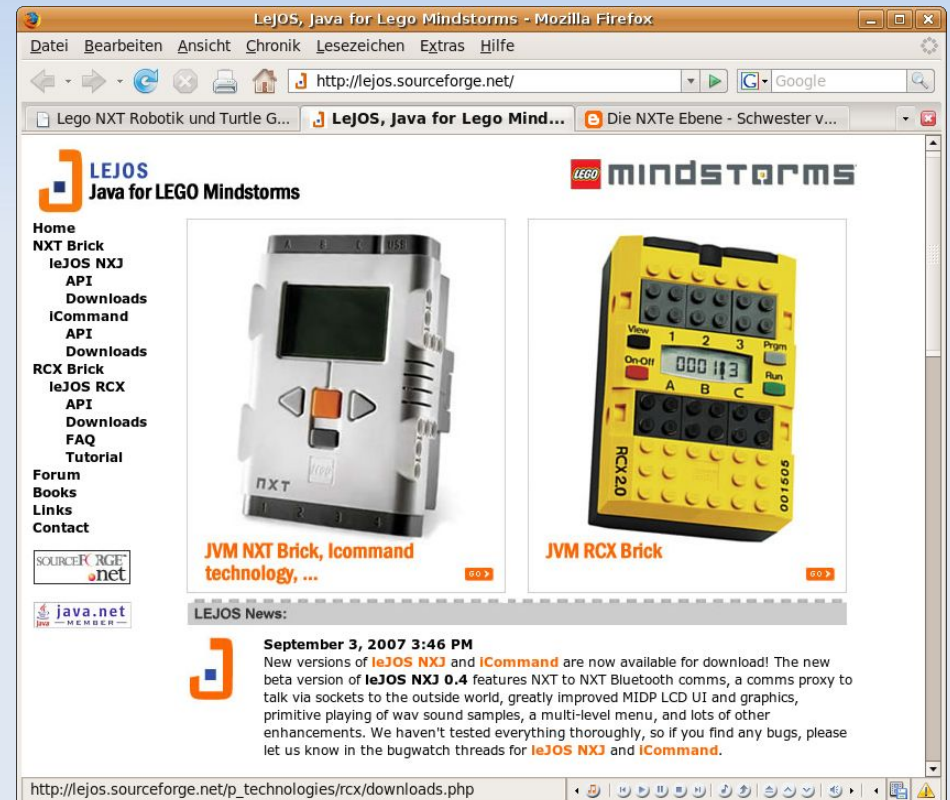 LeJOS, Java for Lego Mindstorms - Mozilla Firefox
Datei Bearbeiten Ansicht Chronik Lesezeichen Extras Hilfe
http://lejos.sourceforge.net/
G Google
Lego NXT Robotik und Turtle G...
LeJOS, Java for Lego Mind...
Die NXTe Ebene - Schwester v...
LEJOS
Java for LEGO Mindstorms
LEGO mindstorms
Home
NXT Brick
leJOS NXJ
API
Downloads
iCommand
API
Downloads
RCX Brick
leJOS RCX
API
Downloads
FAQ
Tutorial
Forum
Books
Links
Contact
SOURCEFORGE
.net
java.net
Java MEMBER
A B C USB
NXT
1 2 3 4
JVM NXT Brick, Icommand
technology, ...
GO
View 1 2 3 Prgm
On-Off Run
A B C
RCX 2.0
001505
JVM RCX Brick
GO
LEJOS News:
September 3, 2007 3:46 PM
New versions of leJOS NXJ and iCommand are now available for download! The new
beta version of leJOS NXJ 0.4 features NXT to NXT Bluetooth comms, a comms proxy to
talk via sockets to the outside world, greatly improved MIDP LCD UI and graphics,
primitive playing of wav sound samples, a multi-level menu, and lots of other
enhancements. We haven't tested everything thoroughly, so if you find any bugs, please
let us know in the bugwatch threads for leJOS NXJ and iCommand.
http://lejos.sourceforge.net/p_technologies/rcx/downloads.php